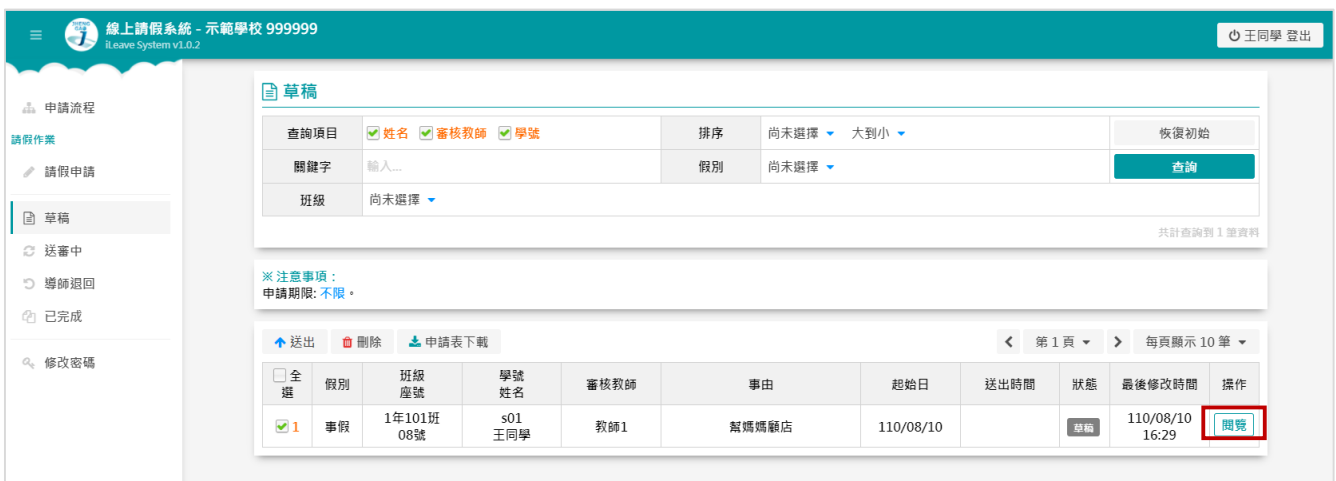 線上請假系統 - 示範學校 999999
iLeave System v1.0.2
王同學 登出
申請流程
請假作業
請假申請
草稿
送審中
導師退回
已完成
修改密碼
草稿
查詢項目 姓名 審核教師 學號 排序 尚未選擇 大到小 恢復初始
關鍵字 輸入... 假別 尚未選擇 查詢
班級 尚未選擇
共計查詢到 1 筆資料
※ 注意事項：
申請期限: 不限。
送出 刪除 申請表下載 第 1 頁 每頁顯示 10 筆
全選 假別 班級 座號 學號 姓名 審核教師 事由 起始日 送出時間 狀態 最後修改時間 操作
1 事假 1年101班 08號 s01 王同學 教師1 幫媽媽顧店 110/08/10 草稿 110/08/10 16:29 閱覽